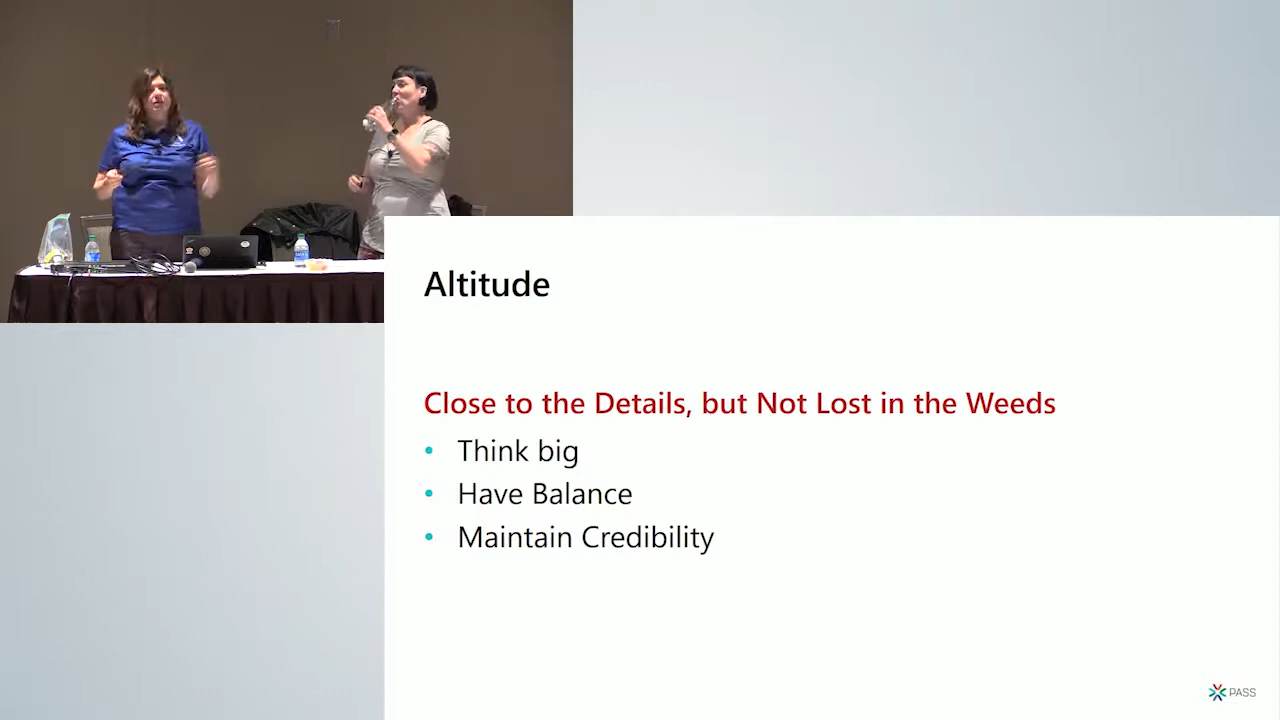 Altitude
Close to the Details, but Not Lost in the Weeds
• Think big
• Have Balance
• Maintain Credibility
PASS